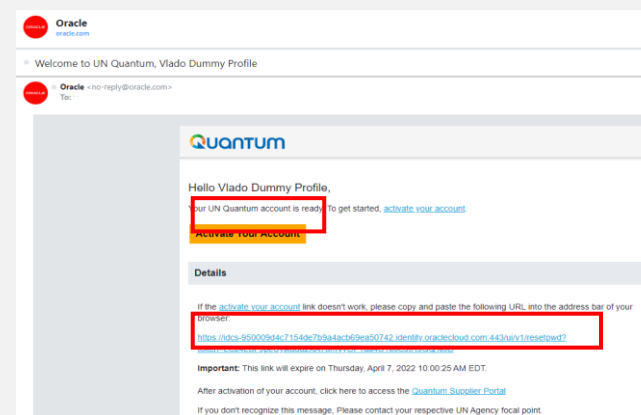 ORACLE
Oracle
oracle.com
Welcome to UN Quantum, Vlado Dummy Profile
ORACLE
Oracle <no-reply@oracle.com>
To:
Quantum
Hello Vlado Dummy Profile,
Your UN Quantum account is ready. To get started, activate your account.
Activate Your Account
Details
If the activate your account link doesn't work, please copy and paste the following URL into the address bar of your
browser:
https://idcs-950009d4c7154de7b9a4acb69ea50742.identity.oraclecloud.com:443/ui/v1/resetpwd?
Important: This link will expire on Thursday, April 7, 2022 10:00:25 AM EDT.
After activation of your account, click here to access the Quantum Supplier Portal
If you don't recognize this message, Please contact your respective UN Agency focal point.